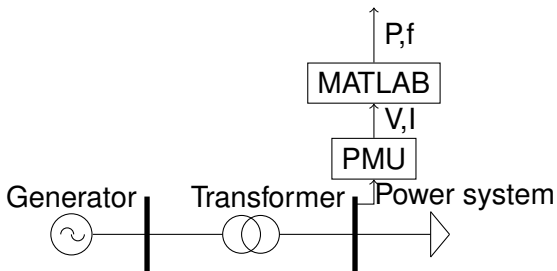 P,f
MATLAB
V,I
PMU
Generator
Transformer
Power system